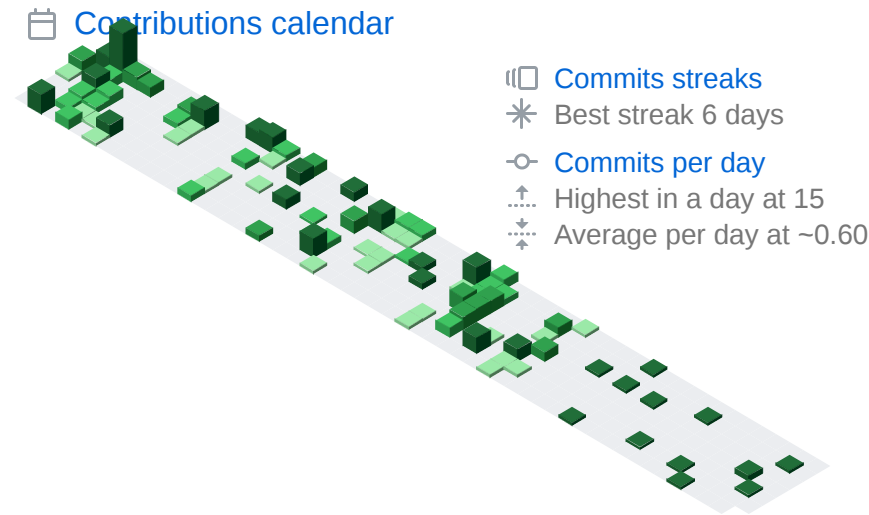 Contributions calendar
Commits streaks
Best streak 6 days
Commits per day
Highest in a day at 15
Average per day at ~0.60